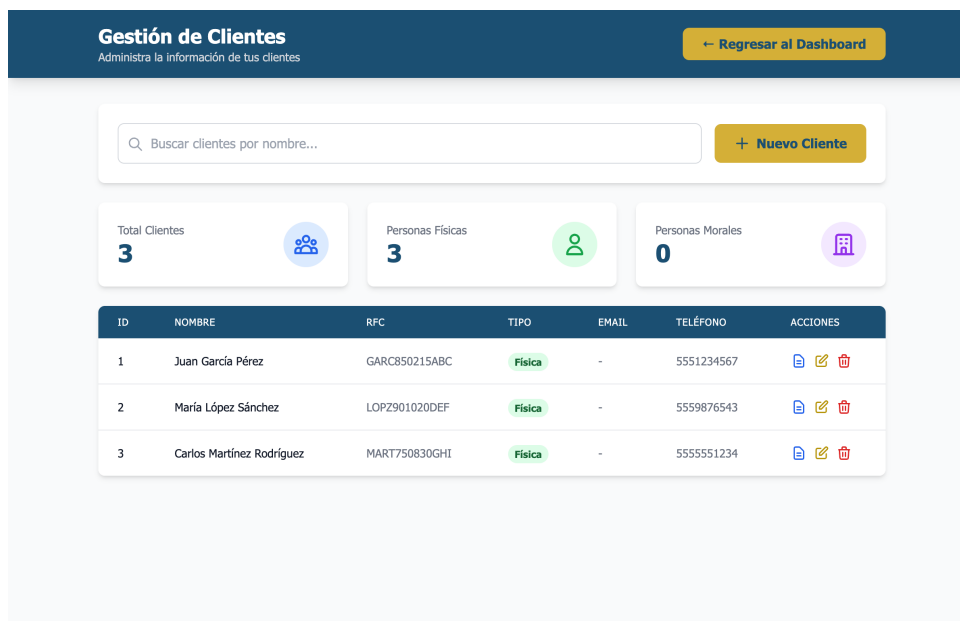 Gestión de Clientes
Administra la información de tus clientes
← Regresar al Dashboard
Buscar clientes por nombre...
+ Nuevo Cliente
Total Clientes
3
Personas Físicas
3
Personas Morales
0
ID NOMBRE RFC TIPO EMAIL TELÉFONO ACCIONES
1 Juan García Pérez GARC850215ABC Física - 5551234567
2 María López Sánchez LOPZ901020DEF Física - 5559876543
3 Carlos Martínez Rodríguez MART750830GHI Física - 5555551234